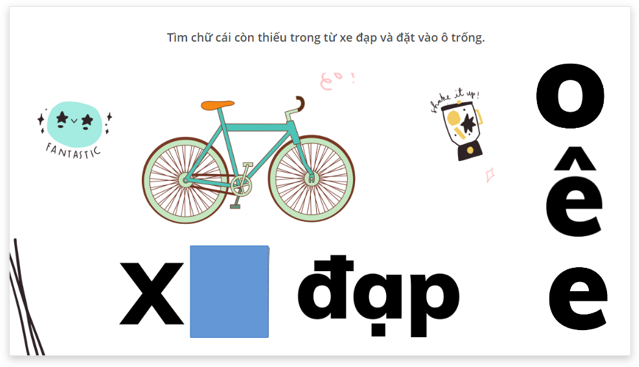 Tìm chữ cái còn thiếu trong từ xe đạp và đặt vào ô trống.
shake it up!
FANTASTIC
o
ê
x đạp
e